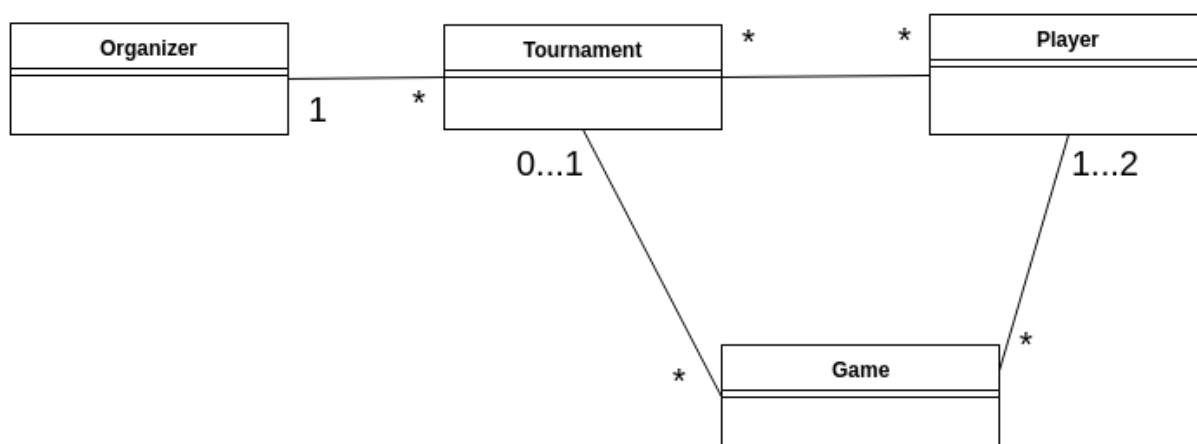 Organizer
Tournament
Player
*
*
1
*
0...1
1...2
*
*
Game